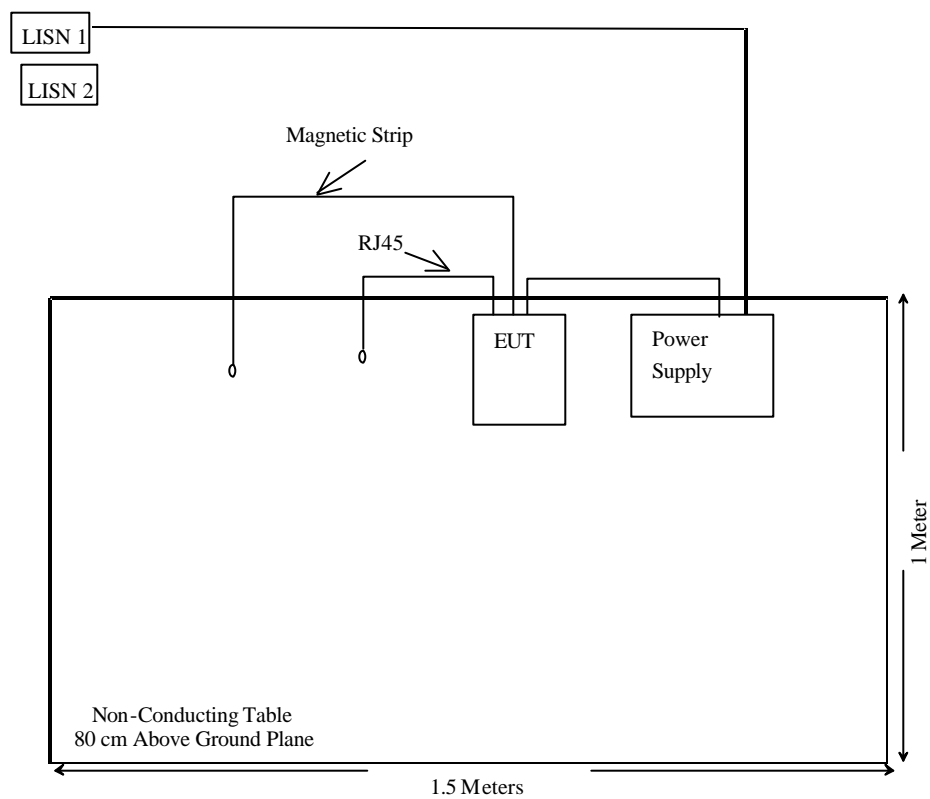 LISN 1
LISN 2
Magnetic Strip
RJ45
EUT
Power
Supply
1 Meter
Non-Conducting Table
80 cm Above Ground Plane
1.5 Meters